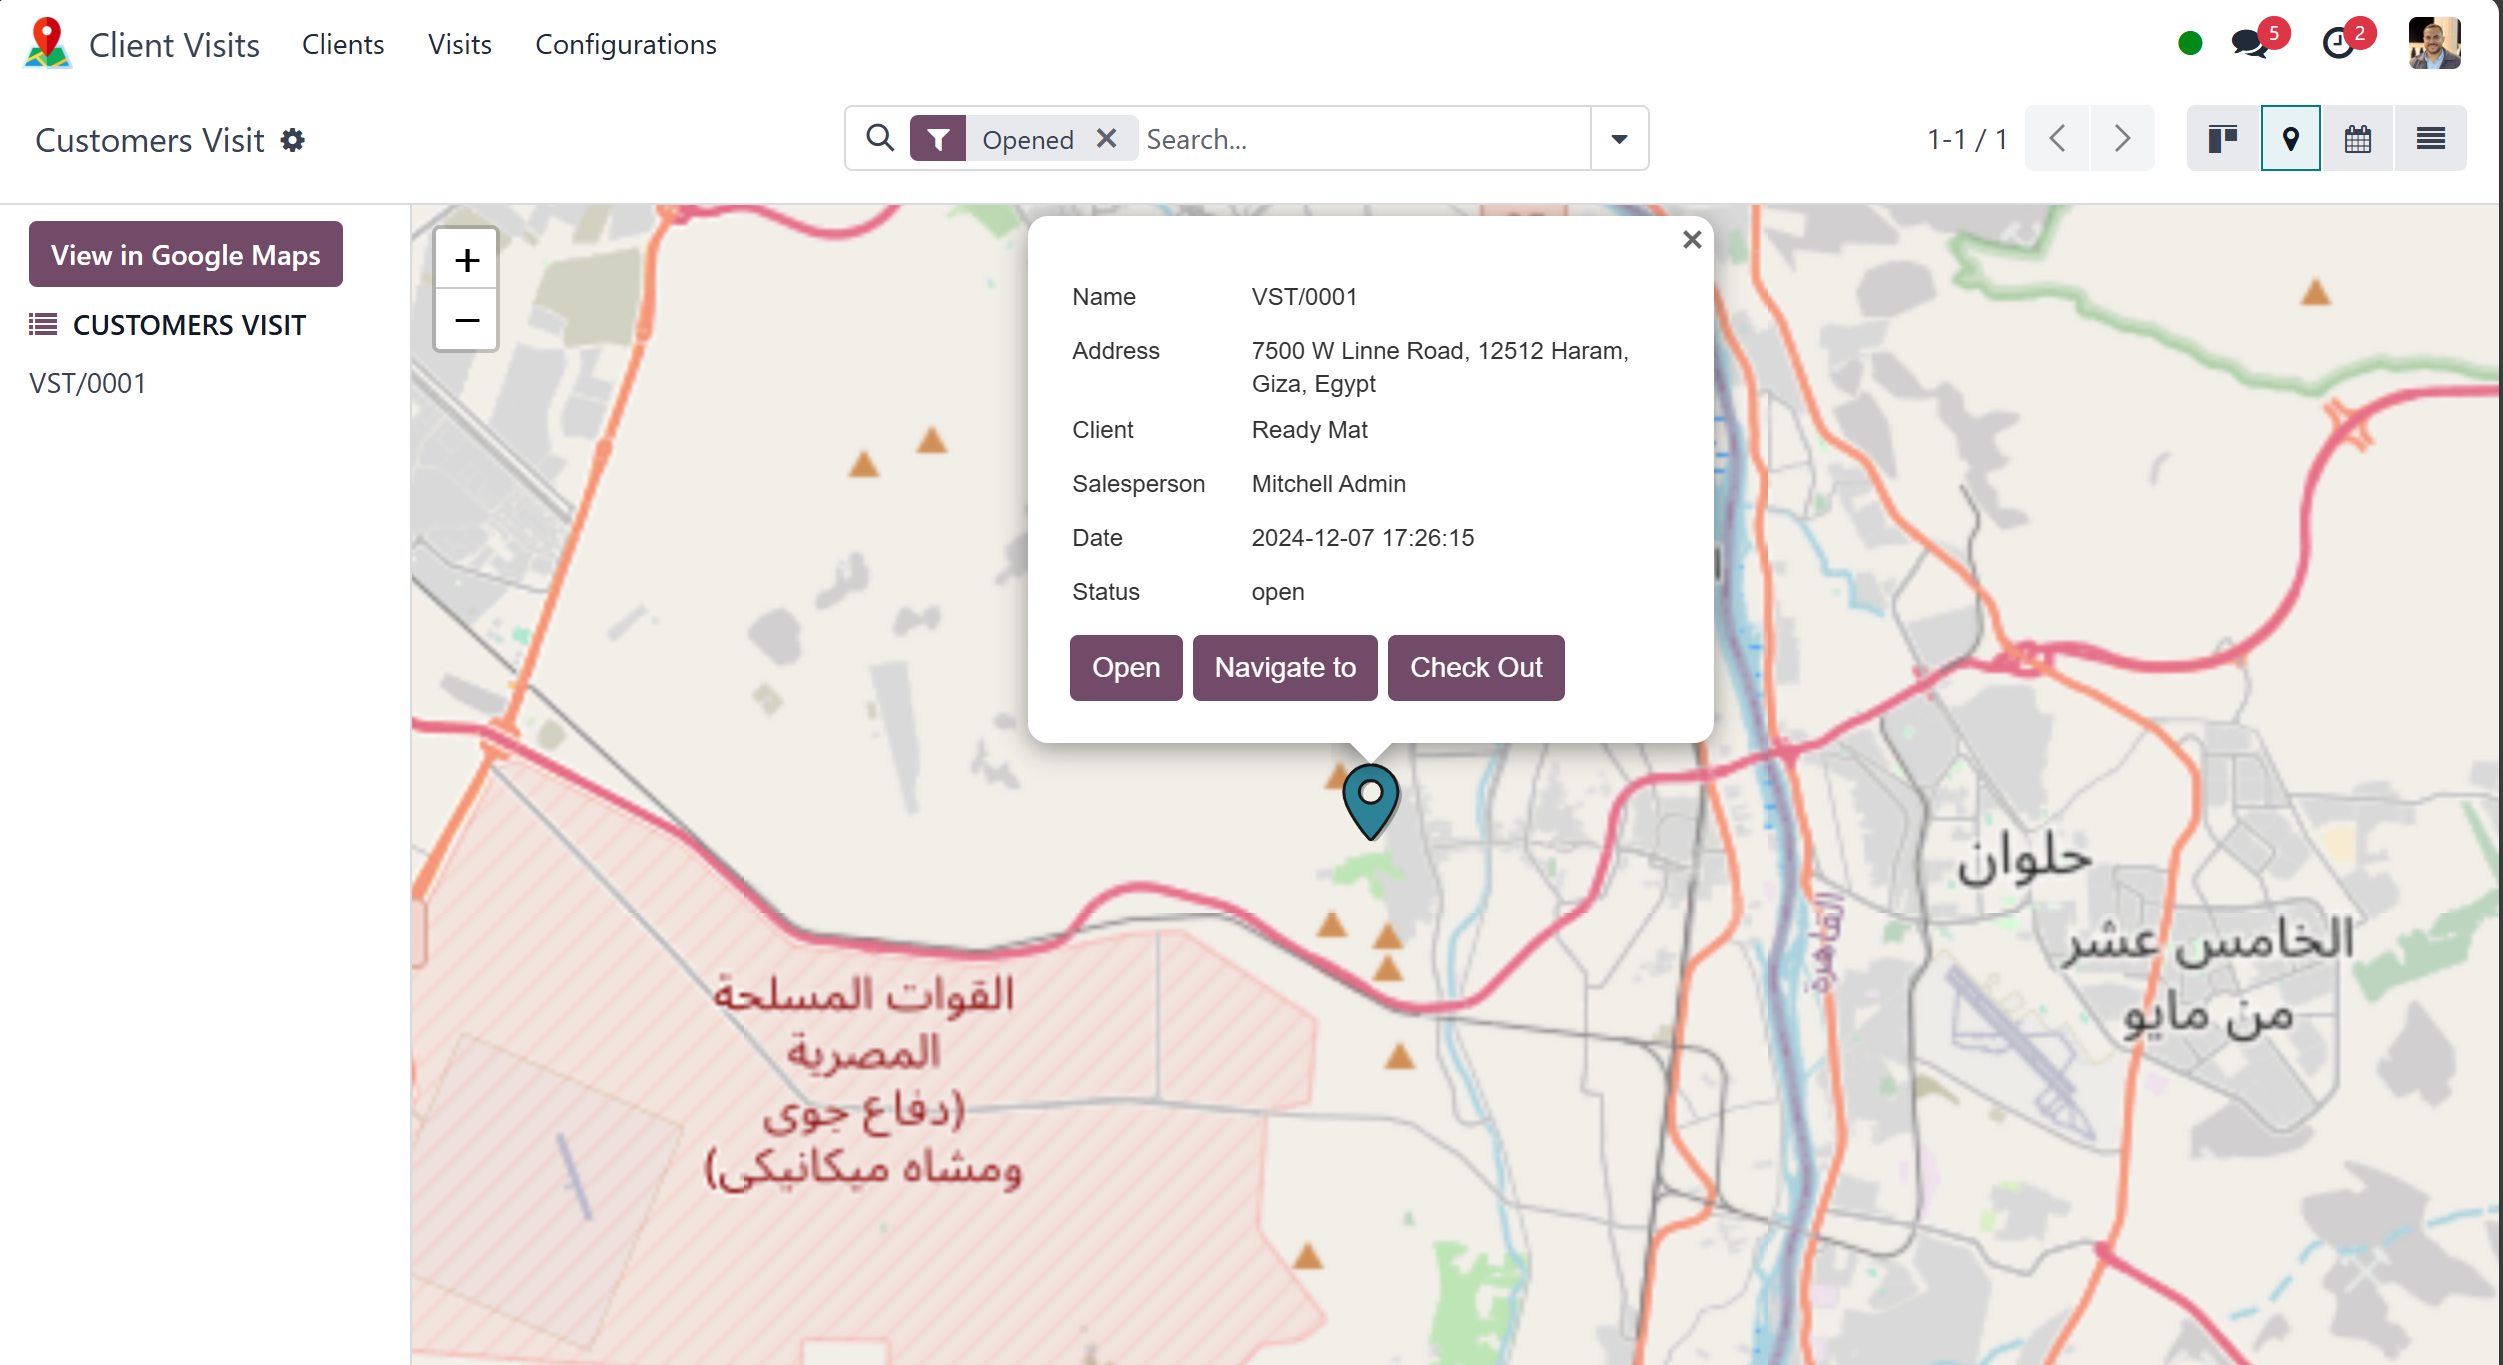 Client Visits Clients Visits Configurations 5 2
Customers Visit Opened Search... 1-1 / 1
View in Google Maps
CUSTOMERS VISIT
VST/0001
+
−
Name VST/0001
Address 7500 W Linne Road, 12512 Haram,
Giza, Egypt
Client Ready Mat
Salesperson Mitchell Admin
Date 2024-12-07 17:26:15
Status open
Open Navigate to Check Out
حلوان
القاهرة
الخامس عشر
من مايو
القوات المسلحة
المصرية
(دفاع جوى
ومشاه ميكانيكى)